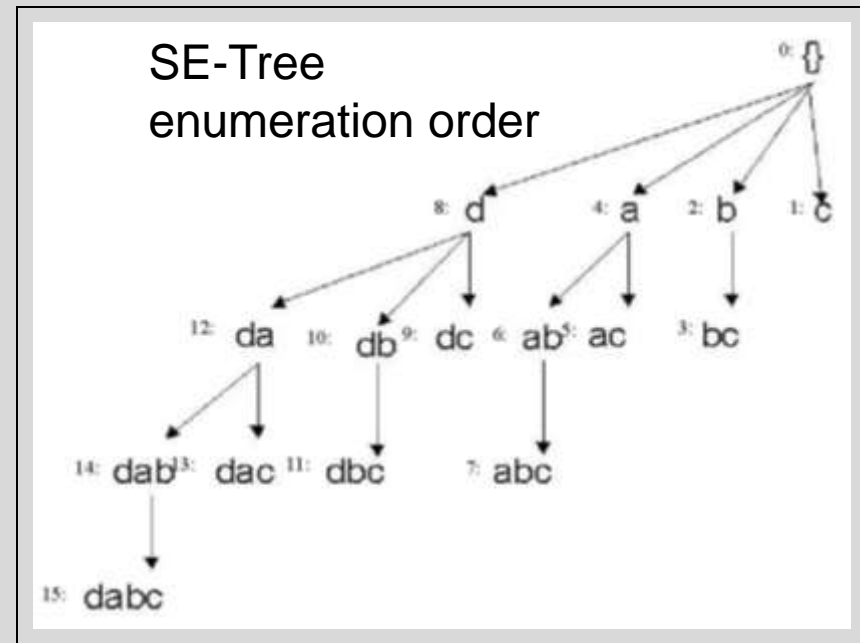 SE-Tree
enumeration order
0: {}
8: d 4: a 2: b 1: c
12: da 10: db 9: dc 6: ab 5: ac 3: bc
14: dab 13: dac 11: dbc 7: abc
15: dabc